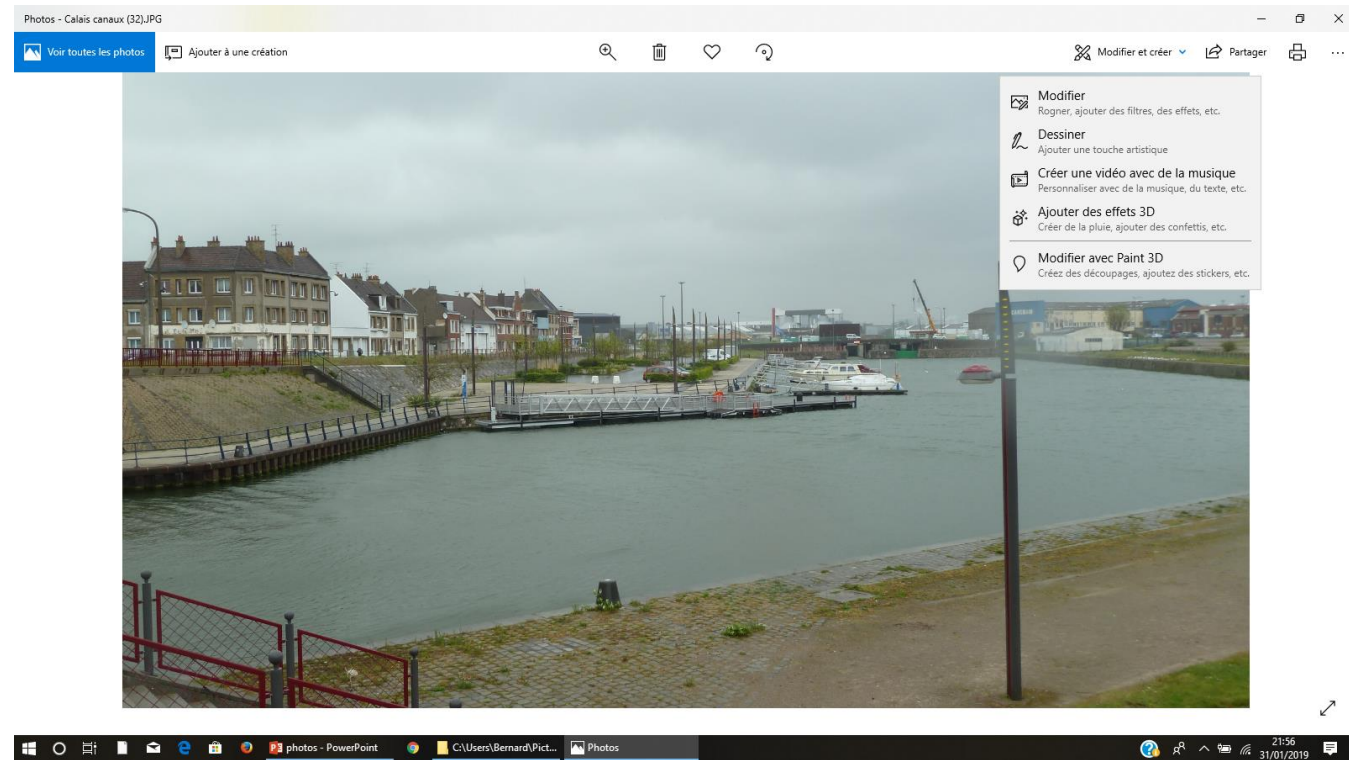 Photos - Calais canaux (32).JPG
Voir toutes les photos
Ajouter à une création
Modifier et créer
Partager
Modifier
Rogner, ajouter des filtres, des effets, etc.
Dessiner
Ajouter une touche artistique
Créer une vidéo avec de la musique
Personnaliser avec de la musique, du texte, etc.
Ajouter des effets 3D
Créer de la pluie, ajouter des confettis, etc.
Modifier avec Paint 3D
Créez des découpages, ajoutez des stickers, etc.
photos - PowerPoint
C:\Users\Bernard\Pict...
Photos
21:56
31/01/2019